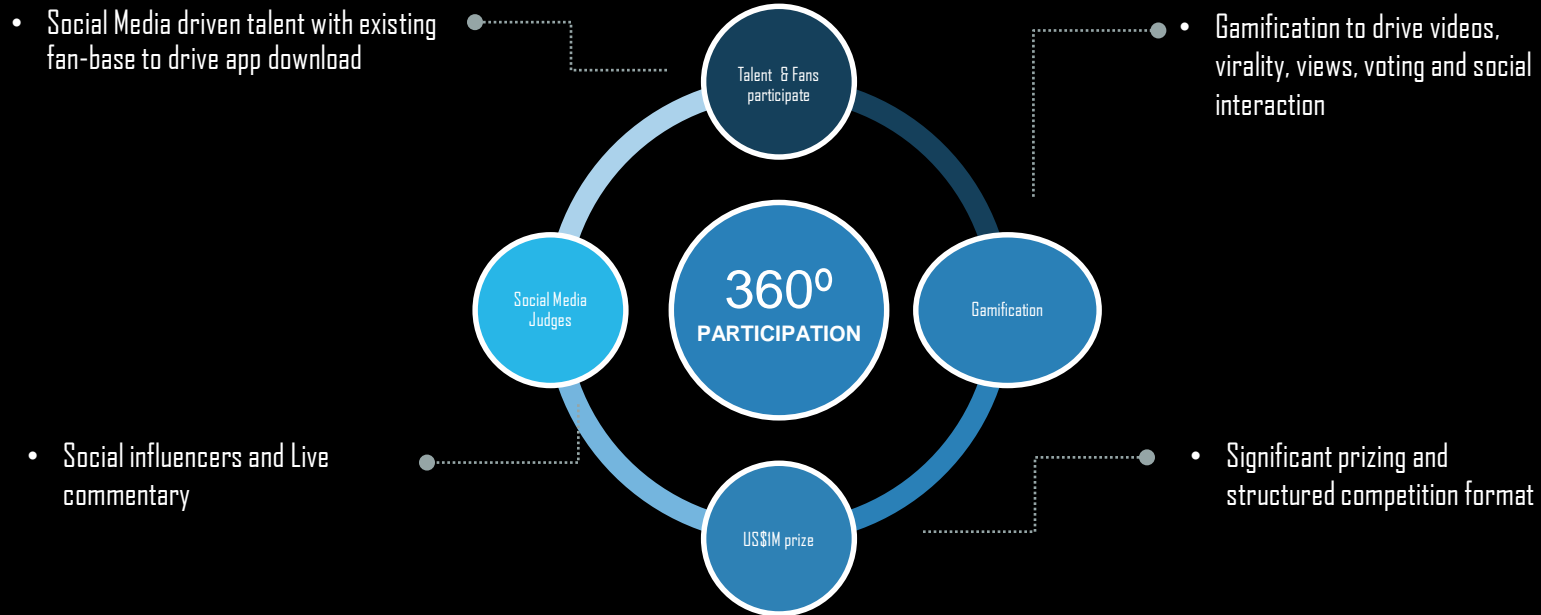 • Social Media driven talent with existing
fan-base to drive app download
• Gamification to drive videos,
virality, views, voting and social
interaction
Talent & Fans
participate
Social Media
Judges
360º
PARTICIPATION
Gamification
• Social influencers and Live
commentary
US$1M prize
• Significant prizing and
structured competition format